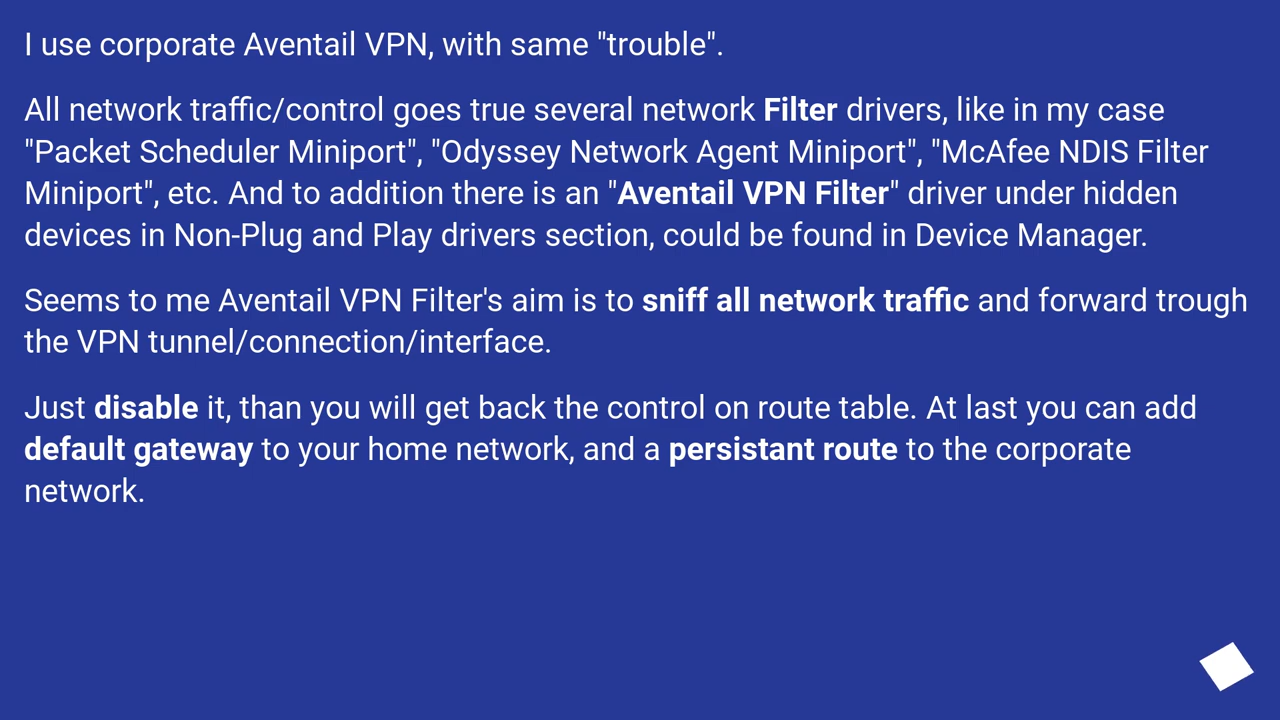 I use corporate Aventail VPN, with same "trouble".
All network traffic/control goes true several network Filter drivers, like in my case
"Packet Scheduler Miniport", "Odyssey Network Agent Miniport", "McAfee NDIS Filter
Miniport", etc. And to addition there is an "Aventail VPN Filter" driver under hidden
devices in Non-Plug and Play drivers section, could be found in Device Manager.
Seems to me Aventail VPN Filter's aim is to sniff all network traffic and forward trough
the VPN tunnel/connection/interface.
Just disable it, than you will get back the control on route table. At last you can add
default gateway to your home network, and a persistant route to the corporate
network.